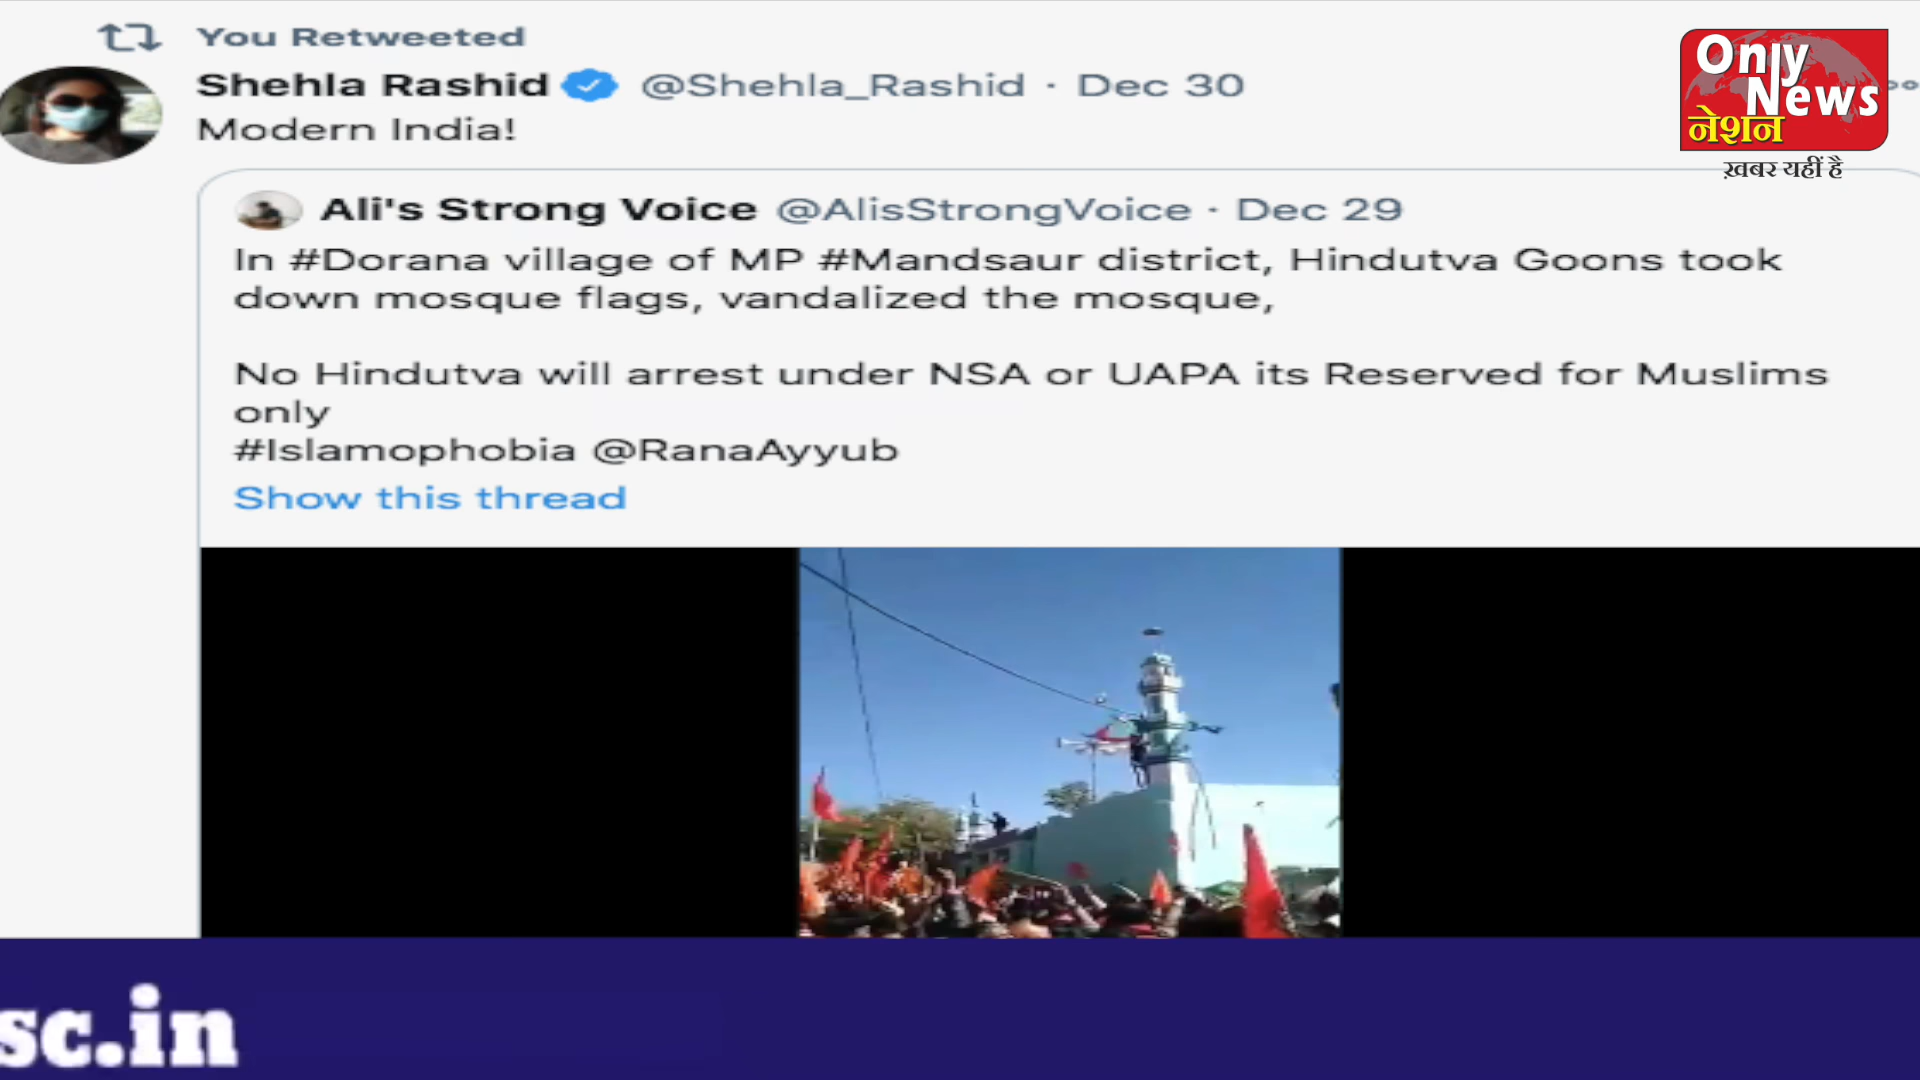 You Retweeted
Shehla Rashid @Shehla_Rashid · Dec 30
Modern India!
Only
News
नेशन
ख़बर यहीं है
Ali's Strong Voice @AlisStrongVoice · Dec 29
In #Dorana village of MP #Mandsaur district, Hindutva Goons took
down mosque flags, vandalized the mosque,
No Hindutva will arrest under NSA or UAPA its Reserved for Muslims
only
#Islamophobia @RanaAyyub
Show this thread
sc.in